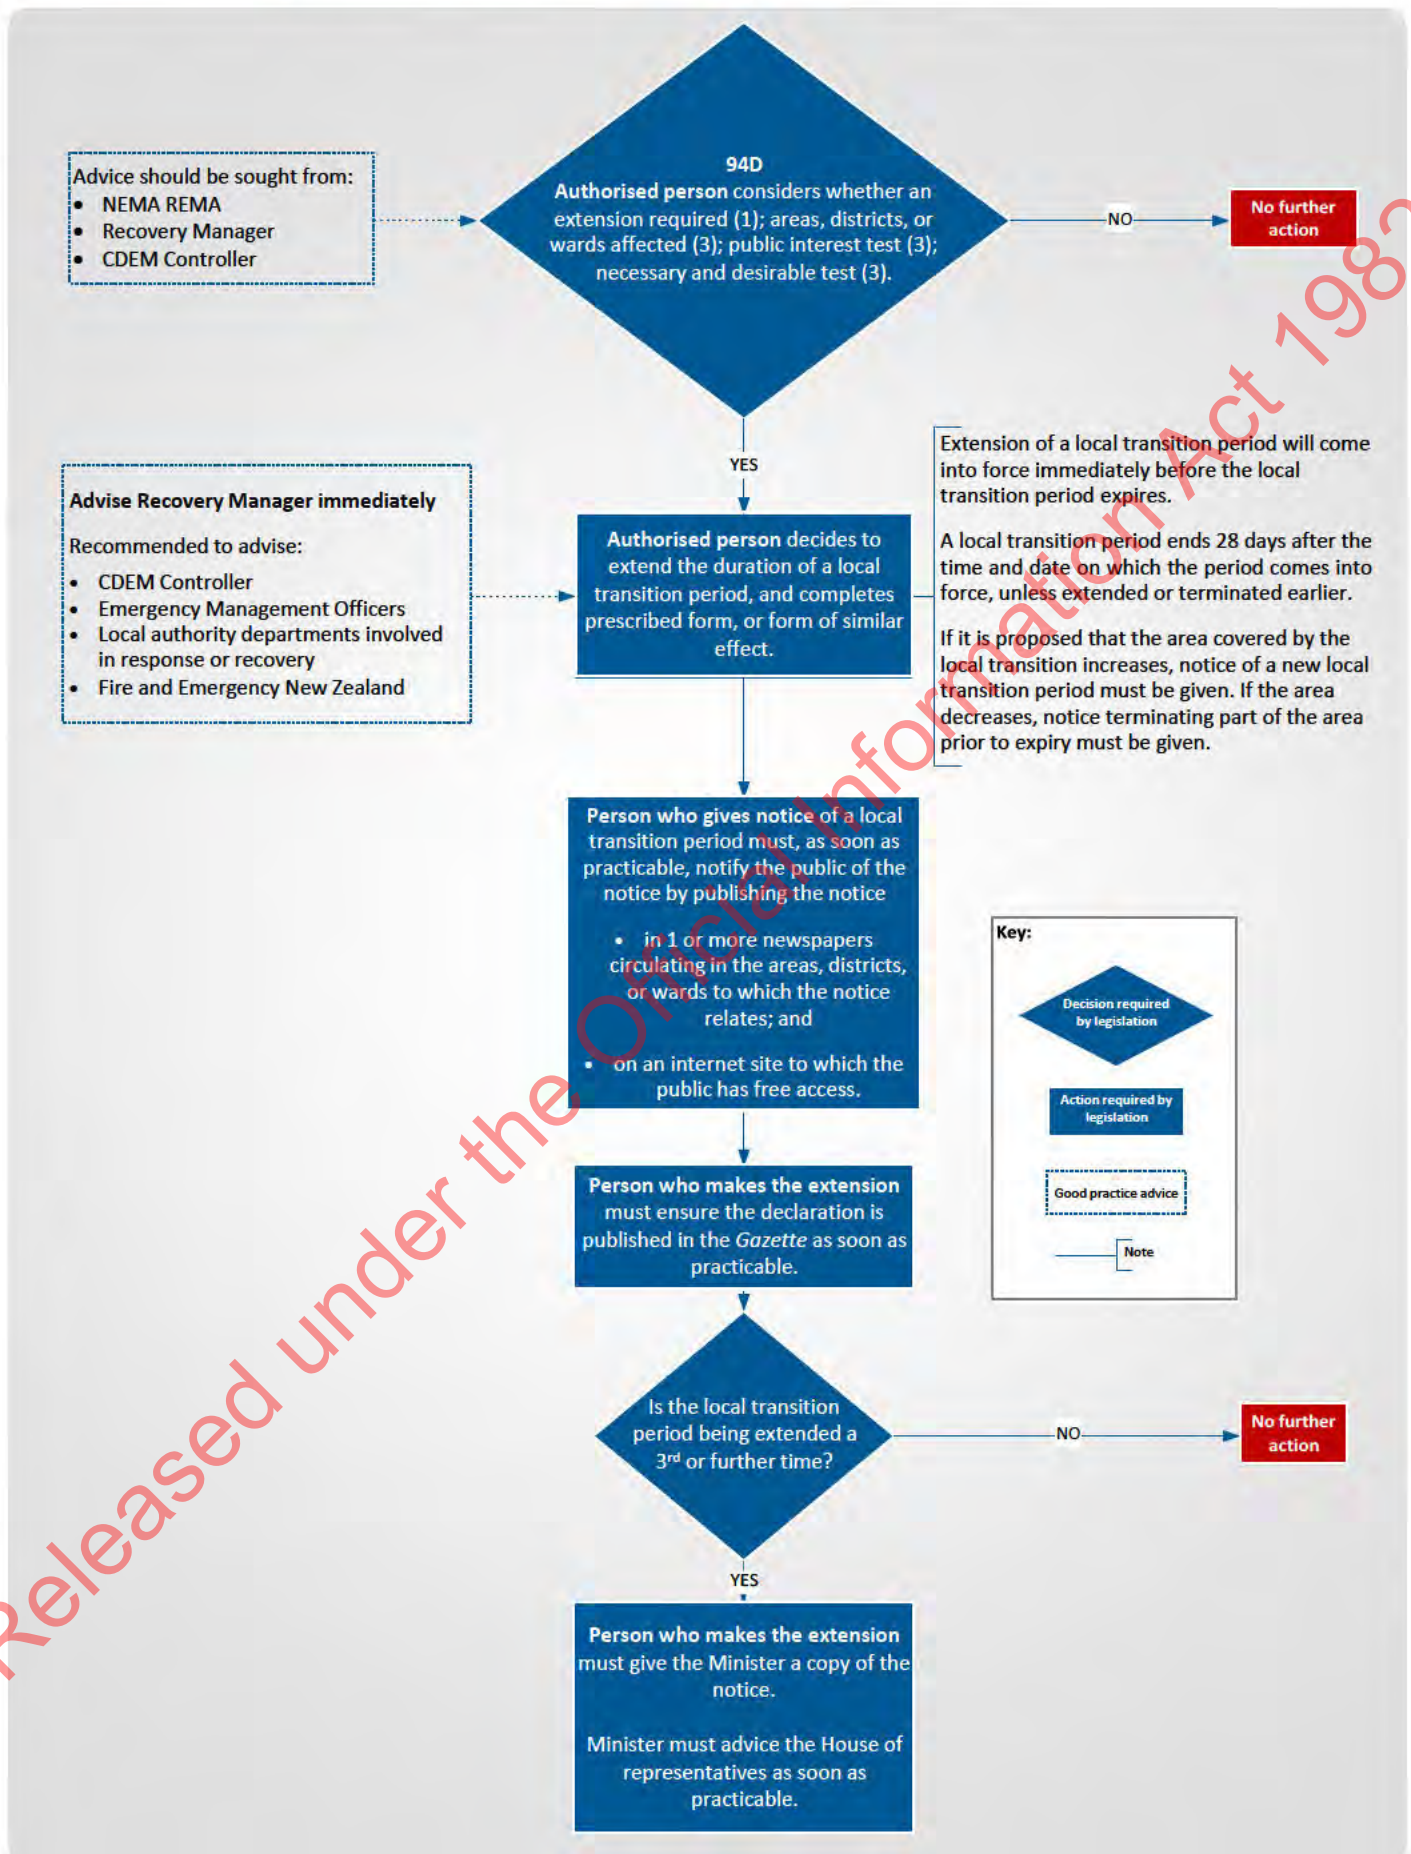 94D
Authorised person considers whether an
extension required (1); areas, districts, or
wards affected (3); public interest test (3);
necessary and desirable test (3).
Advice should be sought from:
• NEMA REMA
• Recovery Manager
• CDEM Controller
NO
No further
action
YES
Advise Recovery Manager immediately
Recommended to advise:
• CDEM Controller
• Emergency Management Officers
• Local authority departments involved
in response or recovery
• Fire and Emergency New Zealand
Authorised person decides to
extend the duration of a local
transition period, and completes
prescribed form, or form of similar
effect.
Extension of a local transition period will come
into force immediately before the local
transition period expires.
A local transition period ends 28 days after the
time and date on which the period comes into
force, unless extended or terminated earlier.
If it is proposed that the area covered by the
local transition increases, notice of a new local
transition period must be given. If the area
decreases, notice terminating part of the area
prior to expiry must be given.
Person who gives notice of a local
transition period must, as soon as
practicable, notify the public of the
notice by publishing the notice
• in 1 or more newspapers
circulating in the areas, districts,
or wards to which the notice
relates; and
• on an internet site to which the
public has free access.
Key:
Decision required
by legislation
Action required by
legislation
Good practice advice
Note
Person who makes the extension
must ensure the declaration is
published in the Gazette as soon as
practicable.
Is the local transition
period being extended a
3rd or further time?
NO
No further
action
YES
Person who makes the extension
must give the Minister a copy of the
notice.
Minister must advice the House of
representatives as soon as
practicable.
Released under the Official Information Act 1982